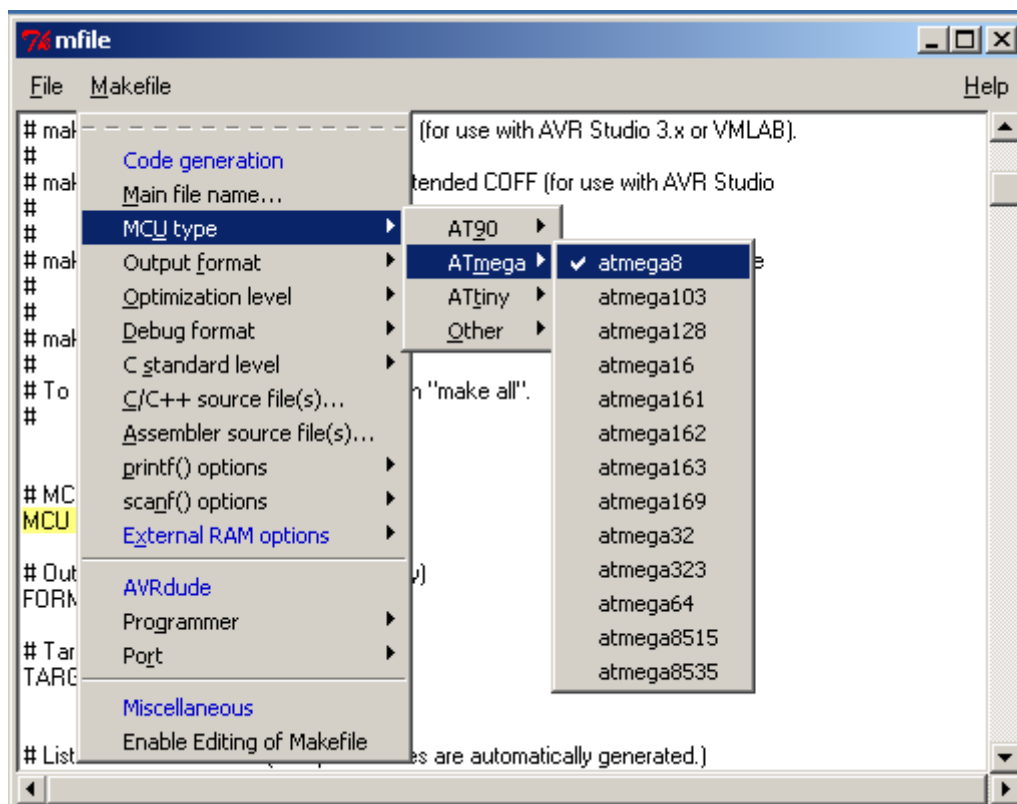 mfile
File Makefile Help
# mak (for use with AVR Studio 3.x or VMLAB).
#
# mak tended COFF (for use with AVR Studio
#
#
# mak e
#
#
# mak
#
# To n "make all".
#
# MC
MCU
# Out y)
FORM
# Tar
TARG
# List es are automatically generated.)
Code generation
Main file name...
MCU type
Output format
Optimization level
Debug format
C standard level
C/C++ source file(s)...
Assembler source file(s)...
printf() options
scanf() options
External RAM options
AVRdude
Programmer
Port
Miscellaneous
Enable Editing of Makefile
AT90
ATmega
ATtiny
Other
atmega8
atmega103
atmega128
atmega16
atmega161
atmega162
atmega163
atmega169
atmega32
atmega323
atmega64
atmega8515
atmega8535